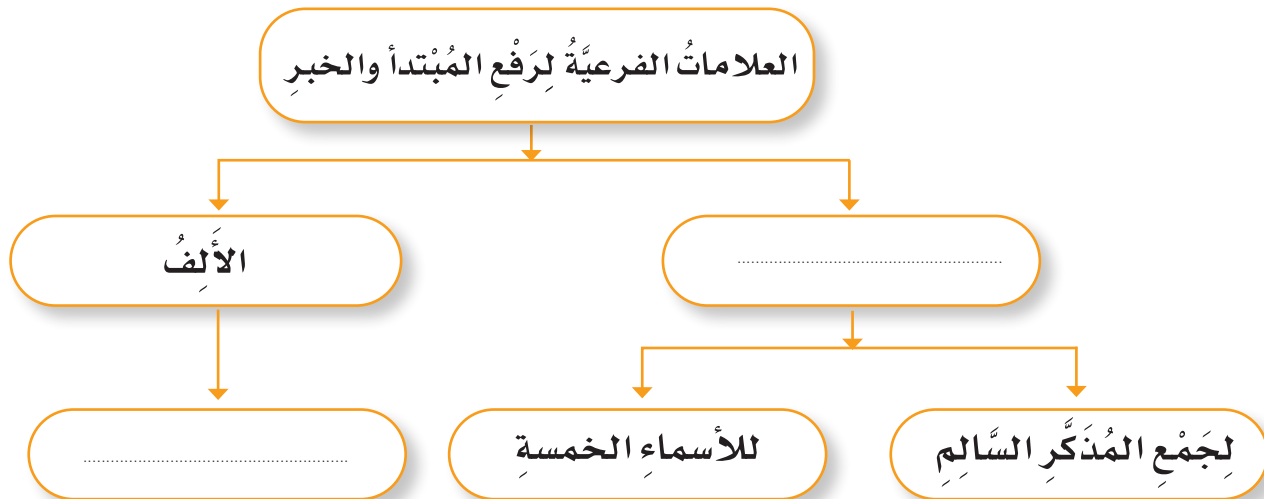 العلاماتُ الفرعيَّةُ لِرَفْعِ المُبْتدأ والخبرِ
......................................................
الأَلِفُ
لِجَمْعِ المُذَكَّرِ السَّالِمِ
للأسماءِ الخمسةِ
......................................................